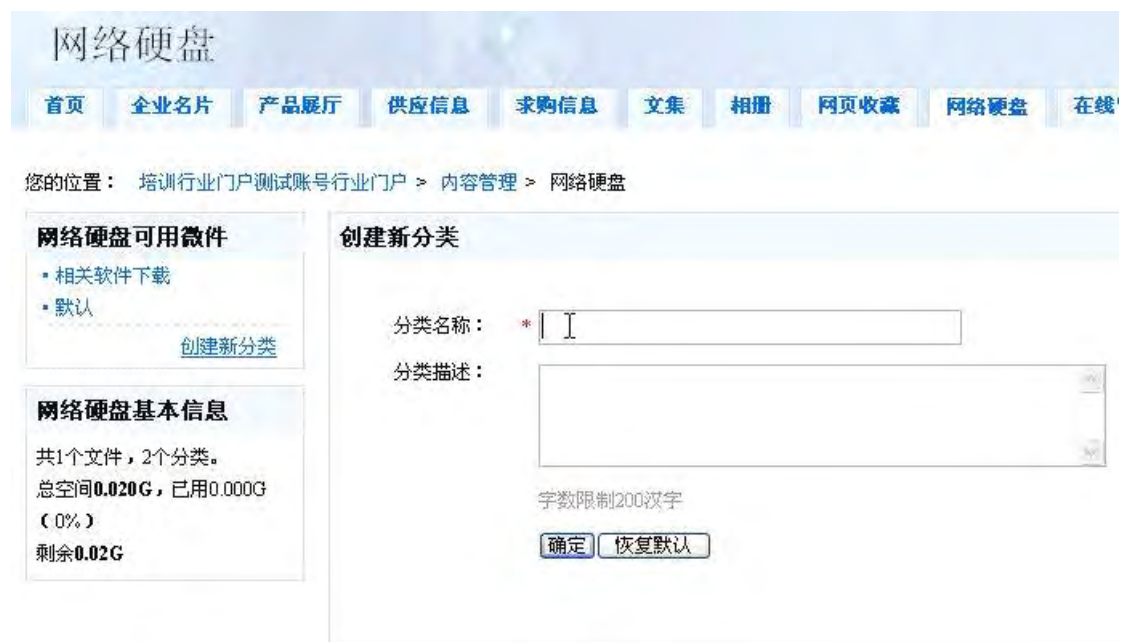 网络硬盘
首页 企业名片 产品展厅 供应信息 求购信息 文集 相册 网页收藏 网络硬盘 在线
您的位置： 培训行业门户测试账号行业门户 > 内容管理 > 网络硬盘
网络硬盘可用微件
▪ 相关软件下载
▪ 默认
创建新分类
网络硬盘基本信息
共1个文件，2个分类。
总空间0.020G，已用0.000G
（0%）
剩余0.02G
创建新分类
分类名称： *
分类描述：
字数限制200汉字
确定 恢复默认